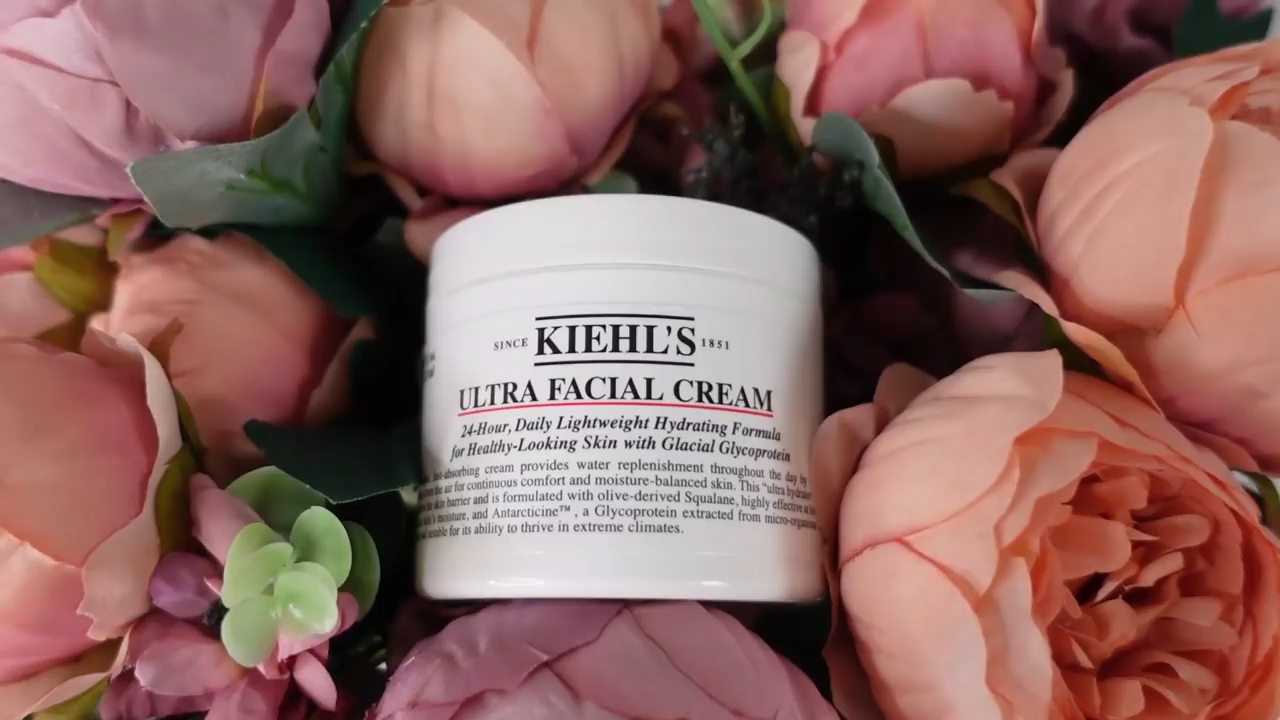 SINCE KIEHL'S 1851
ULTRA FACIAL CREAM
24-Hour, Daily Lightweight Hydrating Formula
for Healthy-Looking Skin with Glacial Glycoprotein
absorbing cream provides water replenishment throughout the day by
the air for continuous comfort and moisture-balanced skin. This "ultra
skin barrier and is formulated with olive-derived Squalane, highly effective at
moisture, and Antarcticine™, a Glycoprotein extracted from
for its ability to thrive in extreme climates.